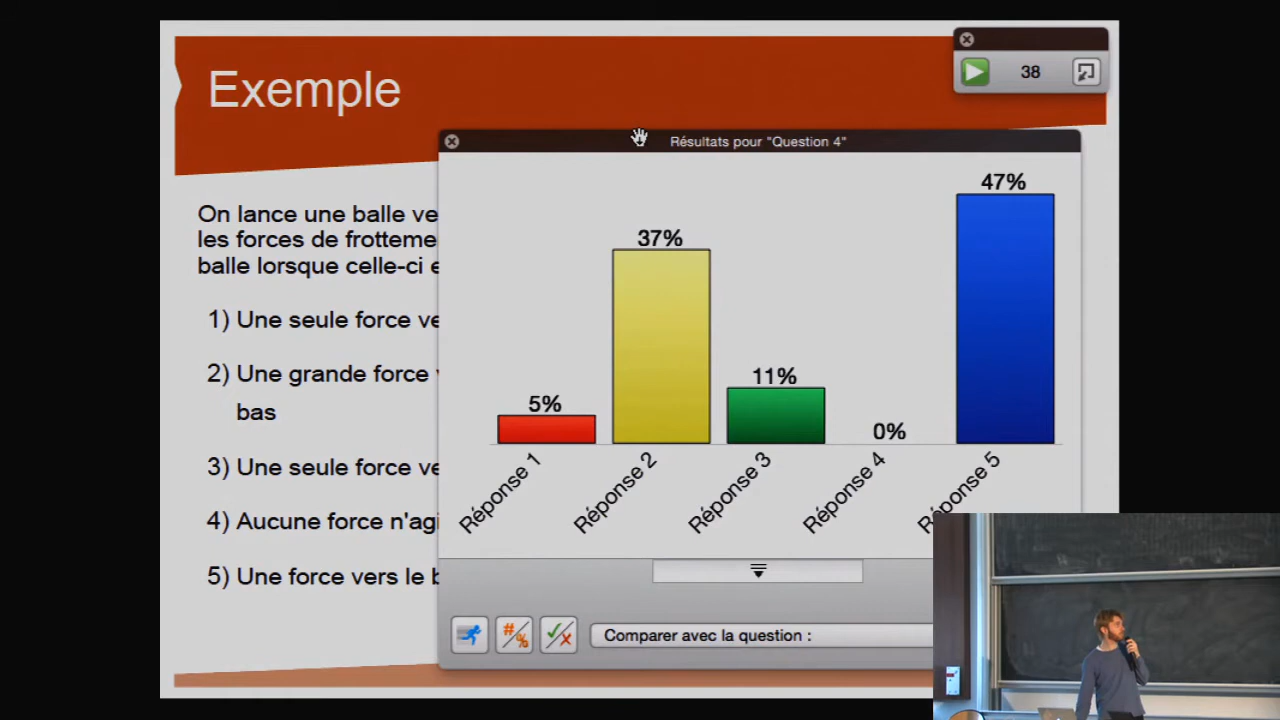 Exemple
38
Résultats pour "Question 4"
On lance une balle ve
les forces de frotteme
balle lorsque celle-ci e
1) Une seule force ve
2) Une grande force
bas
3) Une seule force ve
4) Aucune force n'agi
5) Une force vers le b
5%
37%
11%
0%
47%
Réponse 1
Réponse 2
Réponse 3
Réponse 4
Réponse 5
#/%
Comparer avec la question :